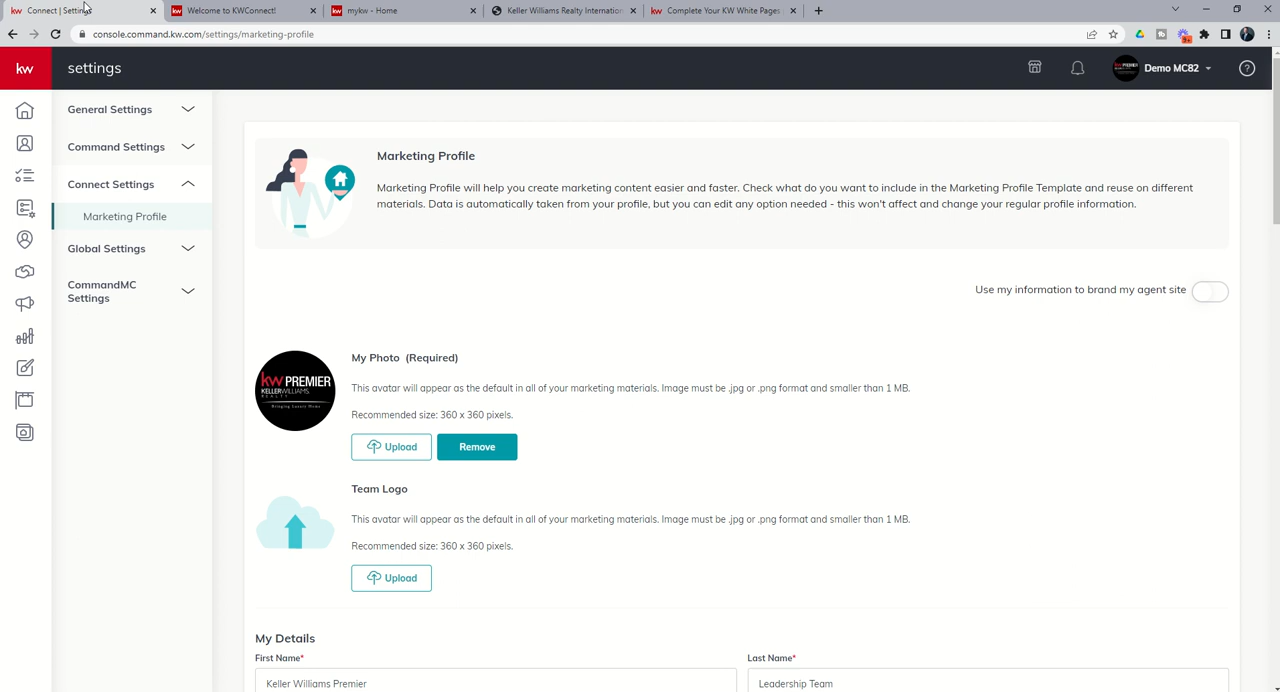 kw Connect | Settings
kw Welcome to KWConnect!
kw mykw - Home
Keller Williams Realty Internation
kw Complete Your KW White Pages
console.command.kw.com/settings/marketing-profile
9+
kw settings
Demo MC82
General Settings
Command Settings
Connect Settings
Marketing Profile
Global Settings
CommandMC
Settings
Marketing Profile
Marketing Profile will help you create marketing content easier and faster. Check what do you want to include in the Marketing Profile Template and reuse on different
materials. Data is automatically taken from your profile, but you can edit any option needed - this won't affect and change your regular profile information.
Use my information to brand my agent site
kw PREMIER
KELLERWILLIAMS
REALTY
My Photo (Required)
This avatar will appear as the default in all of your marketing materials. Image must be .jpg or .png format and smaller than 1 MB.
Recommended size: 360 x 360 pixels.
Upload
Remove
Team Logo
This avatar will appear as the default in all of your marketing materials. Image must be .jpg or .png format and smaller than 1 MB.
Recommended size: 360 x 360 pixels.
Upload
My Details
First Name*
Last Name*
Keller Williams Premier
Leadership Team